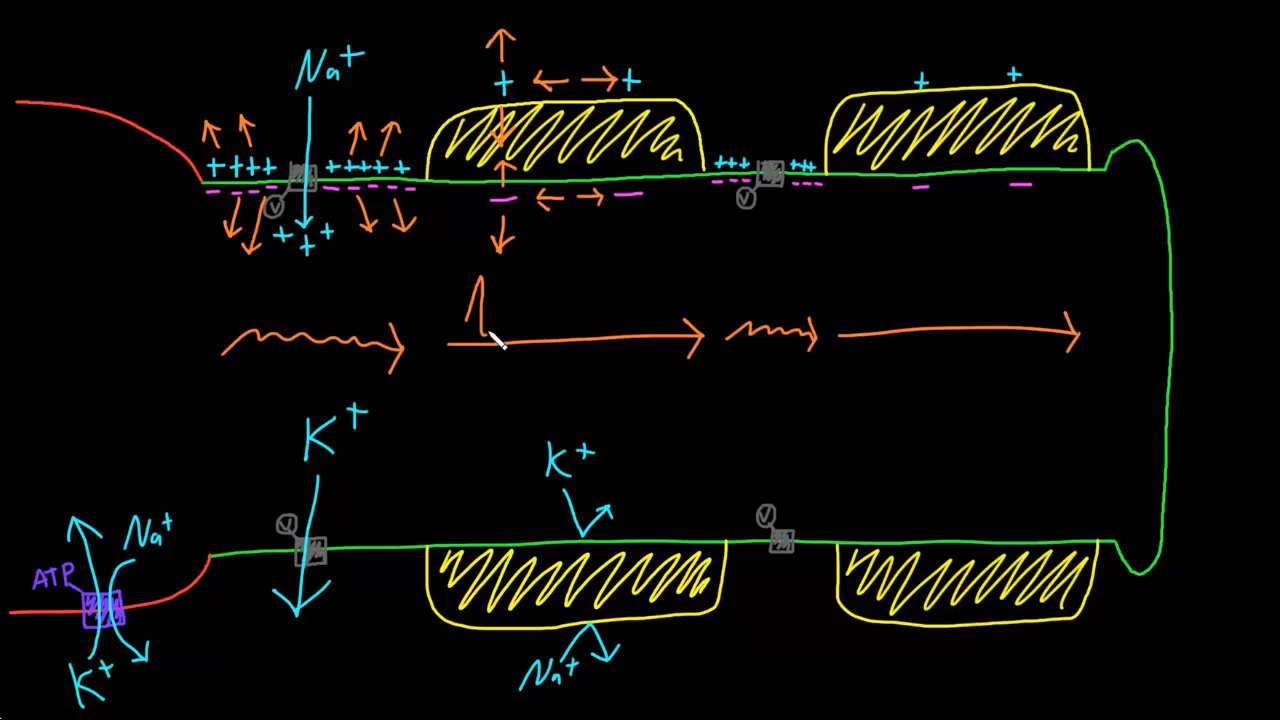 Na+
+ + + + + + + + +
+ +
+ +
+++ +++
V
V
+ + +
K+
K+
V
V
Na+
ATP
K+
Na+